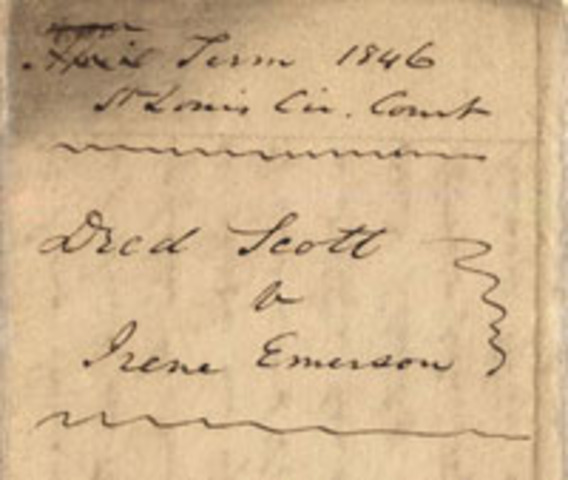 April Term 1846
St Louis Cir. Court
Dred Scott
v
Irene Emerson